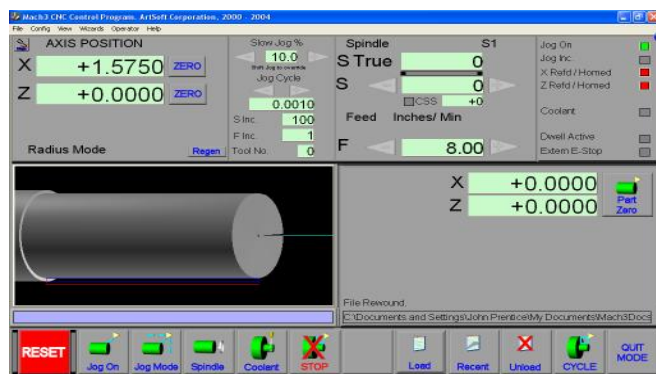 Mach3 CNC Control Program. ArtSoft Corporation, 2000 - 2004
File Config View Wizards Operator Help
AXIS POSITION
X +1.5750 ZERO
Z +0.0000 ZERO
Radius Mode Regen
Slow Jog %
10.0
Jog Cycle
0.0010
S Inc. 100
F Inc. 1
Tool No. 0
Spindle S1
S True 0
S 0
CSS +0
Feed Inches/ Min
F 8.00
Jog On
Jog Inc.
X Refd / Homed
Z Refd / Homed
Coolant
Dwell Active
Extern E-Stop
X +0.0000
Z +0.0000
Part Zero
File Rewound.
C:\Documents and Settings\John Prentice\My Documents\Mach3Docs
RESET
Jog On
Jog Mode
Spindle
Coolant
STOP
Load
Recent
Unload
CYCLE
QUIT MODE